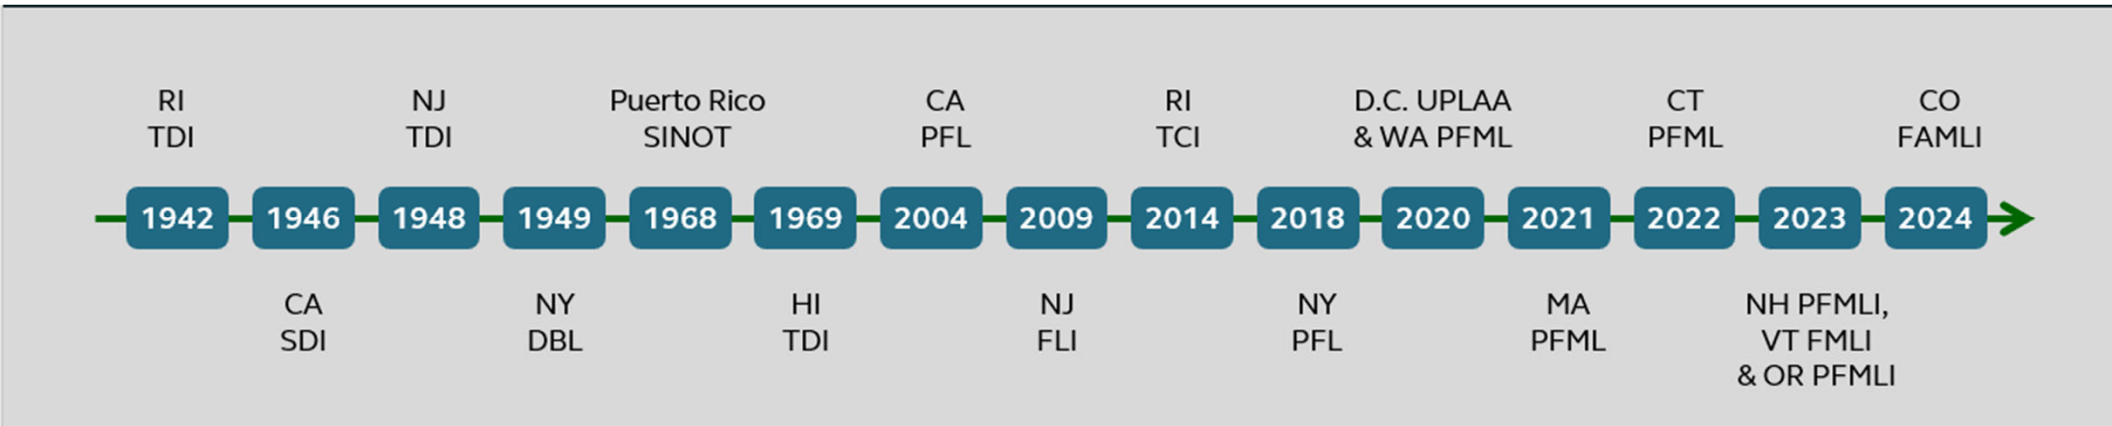 RI
TDI
NJ
TDI
Puerto Rico
SINOT
CA
PFL
RI
TCI
D.C. UPLAA
& WA PFML
CT
PFML
CO
FAMLI
1942
1946
1948
1949
1968
1969
2004
2009
2014
2018
2020
2021
2022
2023
2024
CA
SDI
NY
DBL
HI
TDI
NJ
FLI
NY
PFL
MA
PFML
NH PFMLI,
VT FMLI
& OR PFMLI